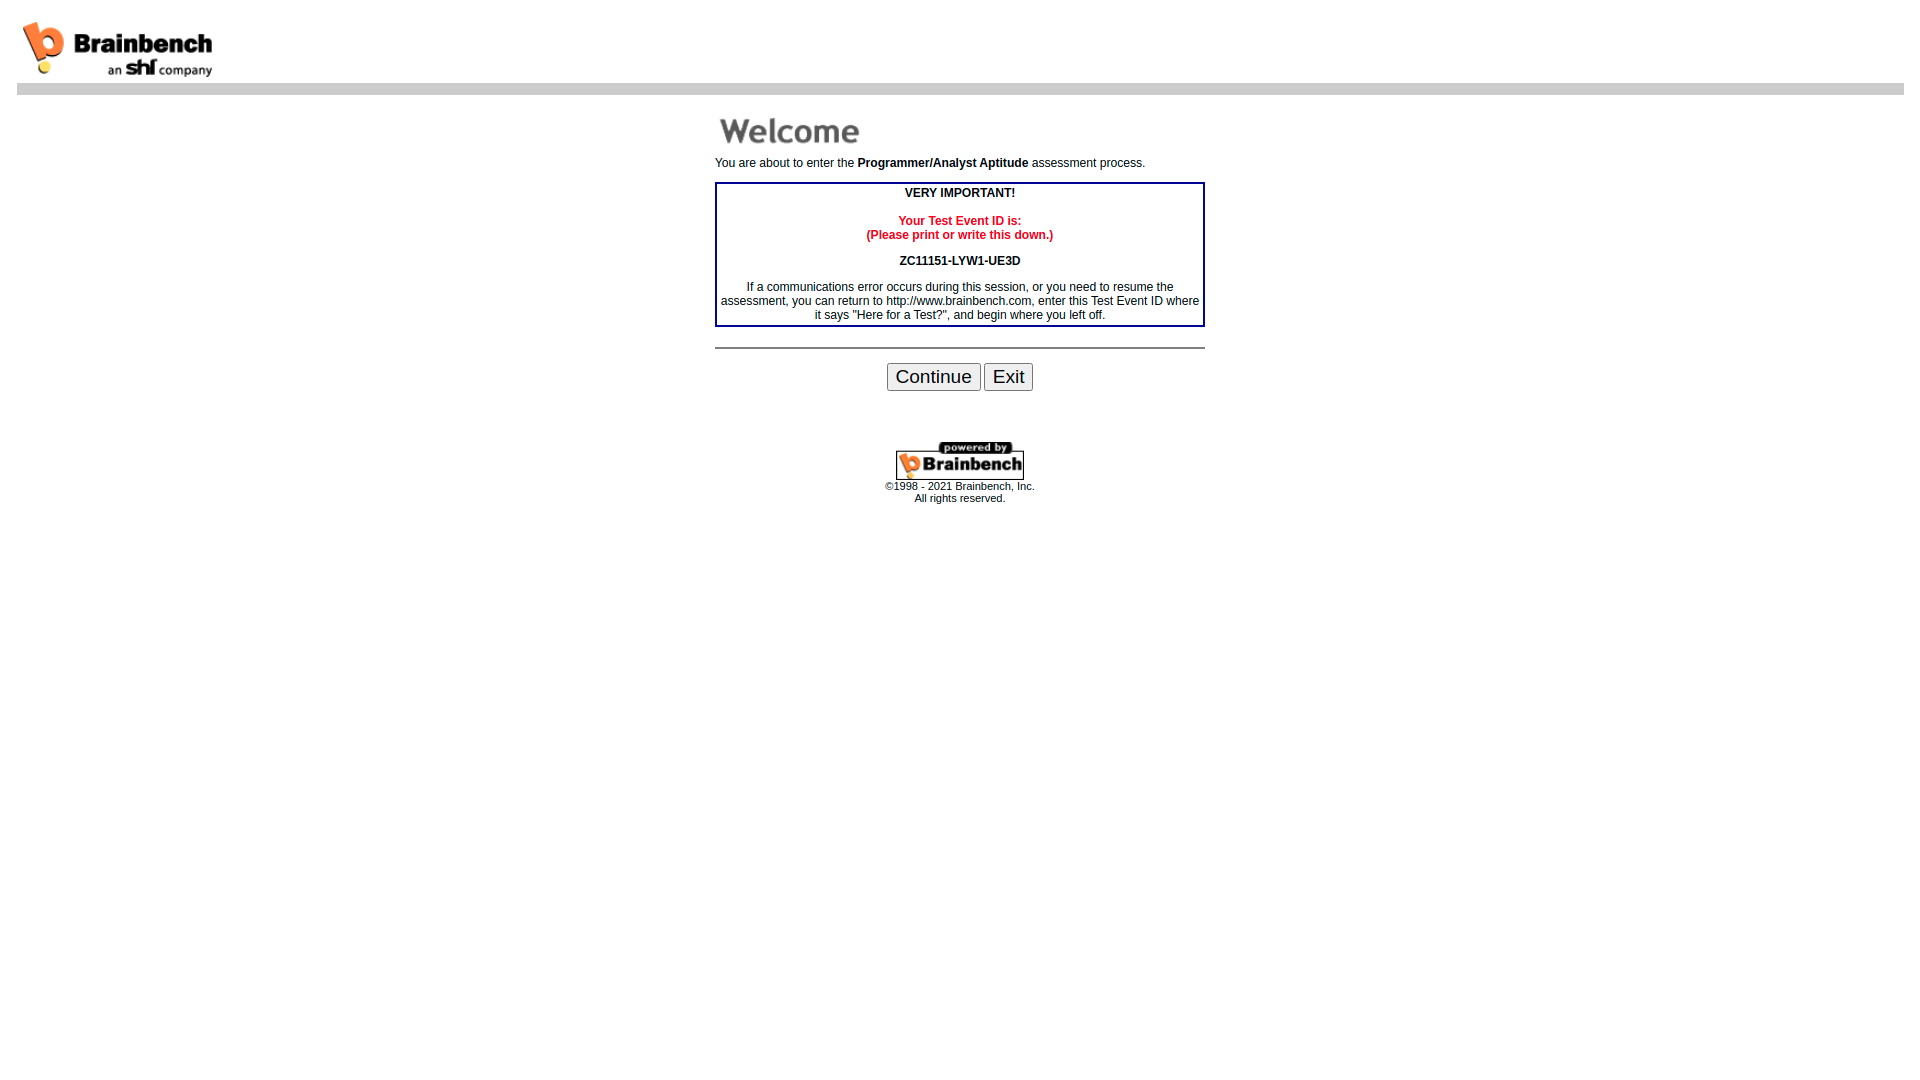 Brainbench
an shl company
Welcome
You are about to enter the Programmer/Analyst Aptitude assessment process.
VERY IMPORTANT!
Your Test Event ID is:
(Please print or write this down.)
ZC11151-LYW1-UE3D
If a communications error occurs during this session, or you need to resume the
assessment, you can return to http://www.brainbench.com, enter this Test Event ID where
it says "Here for a Test?", and begin where you left off.
Continue Exit
powered by
Brainbench
©1998 - 2021 Brainbench, Inc.
All rights reserved.